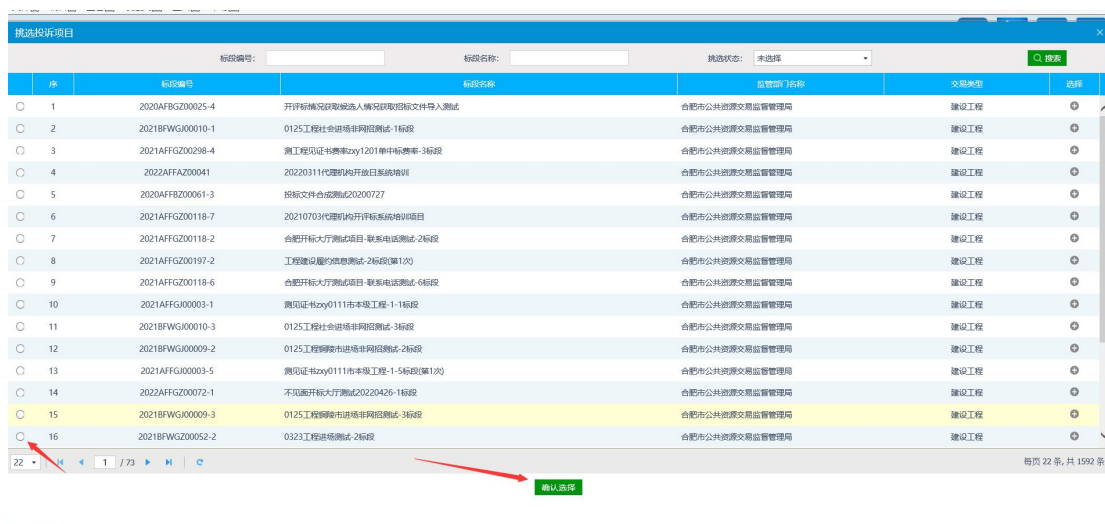 挑选投诉项目
标段编号: 标段名称: 挑选状态: 未选择 搜索
序 标段编号 标段名称 监管部门名称 交易类型 选择
1 2020AFBGZ00025-4 开评标情况获取候选人情况获取招标文件导入测试 合肥市公共资源交易监督管理局 建设工程
2 2021BFWGJ00010-1 0125工程社会进场非网招测试-1标段 合肥市公共资源交易监督管理局 建设工程
3 2021AFFGZ00298-4 测工程见证书费率zxy1201单中标费率-3标段 合肥市公共资源交易监督管理局 建设工程
4 2022AFFAZ00041 20220311代理机构开放日系统培训 合肥市公共资源交易监督管理局 建设工程
5 2020AFFBZ00061-3 投标文件合成测试20200727 合肥市公共资源交易监督管理局 建设工程
6 2021AFFGZ00118-7 20210703代理机构开评标系统培训项目 合肥市公共资源交易监督管理局 建设工程
7 2021AFFGZ00118-2 合肥开标大厅测试项目-联系电话测试-2标段 合肥市公共资源交易监督管理局 建设工程
8 2021AFFGZ00197-2 工程建设履约信息测试-2标段(第1次) 合肥市公共资源交易监督管理局 建设工程
9 2021AFFGZ00118-6 合肥开标大厅测试项目-联系电话测试-6标段 合肥市公共资源交易监督管理局 建设工程
10 2021AFFGJ00003-1 测见证书zxy0111市本级工程-1-1标段 合肥市公共资源交易监督管理局 建设工程
11 2021BFWGJ00010-3 0125工程社会进场非网招测试-3标段 合肥市公共资源交易监督管理局 建设工程
12 2021BFWGJ00009-2 0125工程铜陵市进场非网招测试-2标段 合肥市公共资源交易监督管理局 建设工程
13 2021AFFGJ00003-5 测见证书zxy0111市本级工程-1-5标段(第1次) 合肥市公共资源交易监督管理局 建设工程
14 2022AFFGZ00072-1 不见面开标大厅测试20220426-1标段 合肥市公共资源交易监督管理局 建设工程
15 2021BFWGJ00009-3 0125工程铜陵市进场非网招测试-3标段 合肥市公共资源交易监督管理局 建设工程
16 2021BFWGZ00052-2 0323工程进场测试-2标段 合肥市公共资源交易监督管理局 建设工程
22 1 / 73 每页 22 条, 共 1592 条
确认选择